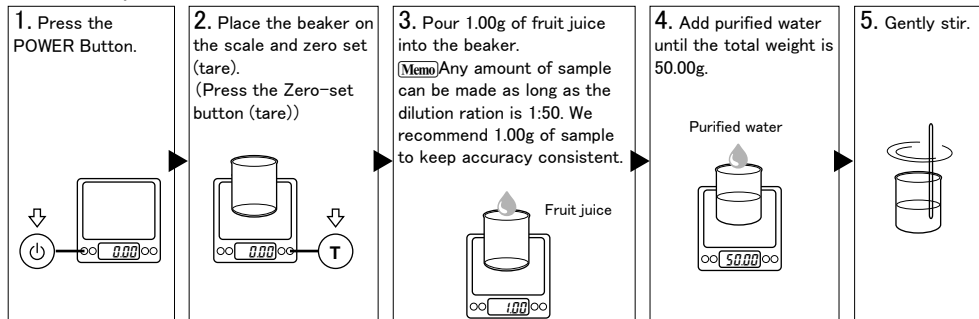 1. Press the
POWER Button.
0.00
2. Place the beaker on
the scale and zero set
(tare).
(Press the Zero-set
button (tare))
0.00
T
3. Pour 1.00g of fruit juice
into the beaker.
Memo Any amount of sample
can be made as long as the
dilution ration is 1:50. We
recommend 1.00g of sample
to keep accuracy consistent.
Fruit juice
1.00
4. Add purified water
until the total weight is
50.00g.
Purified water
50.00
5. Gently stir.